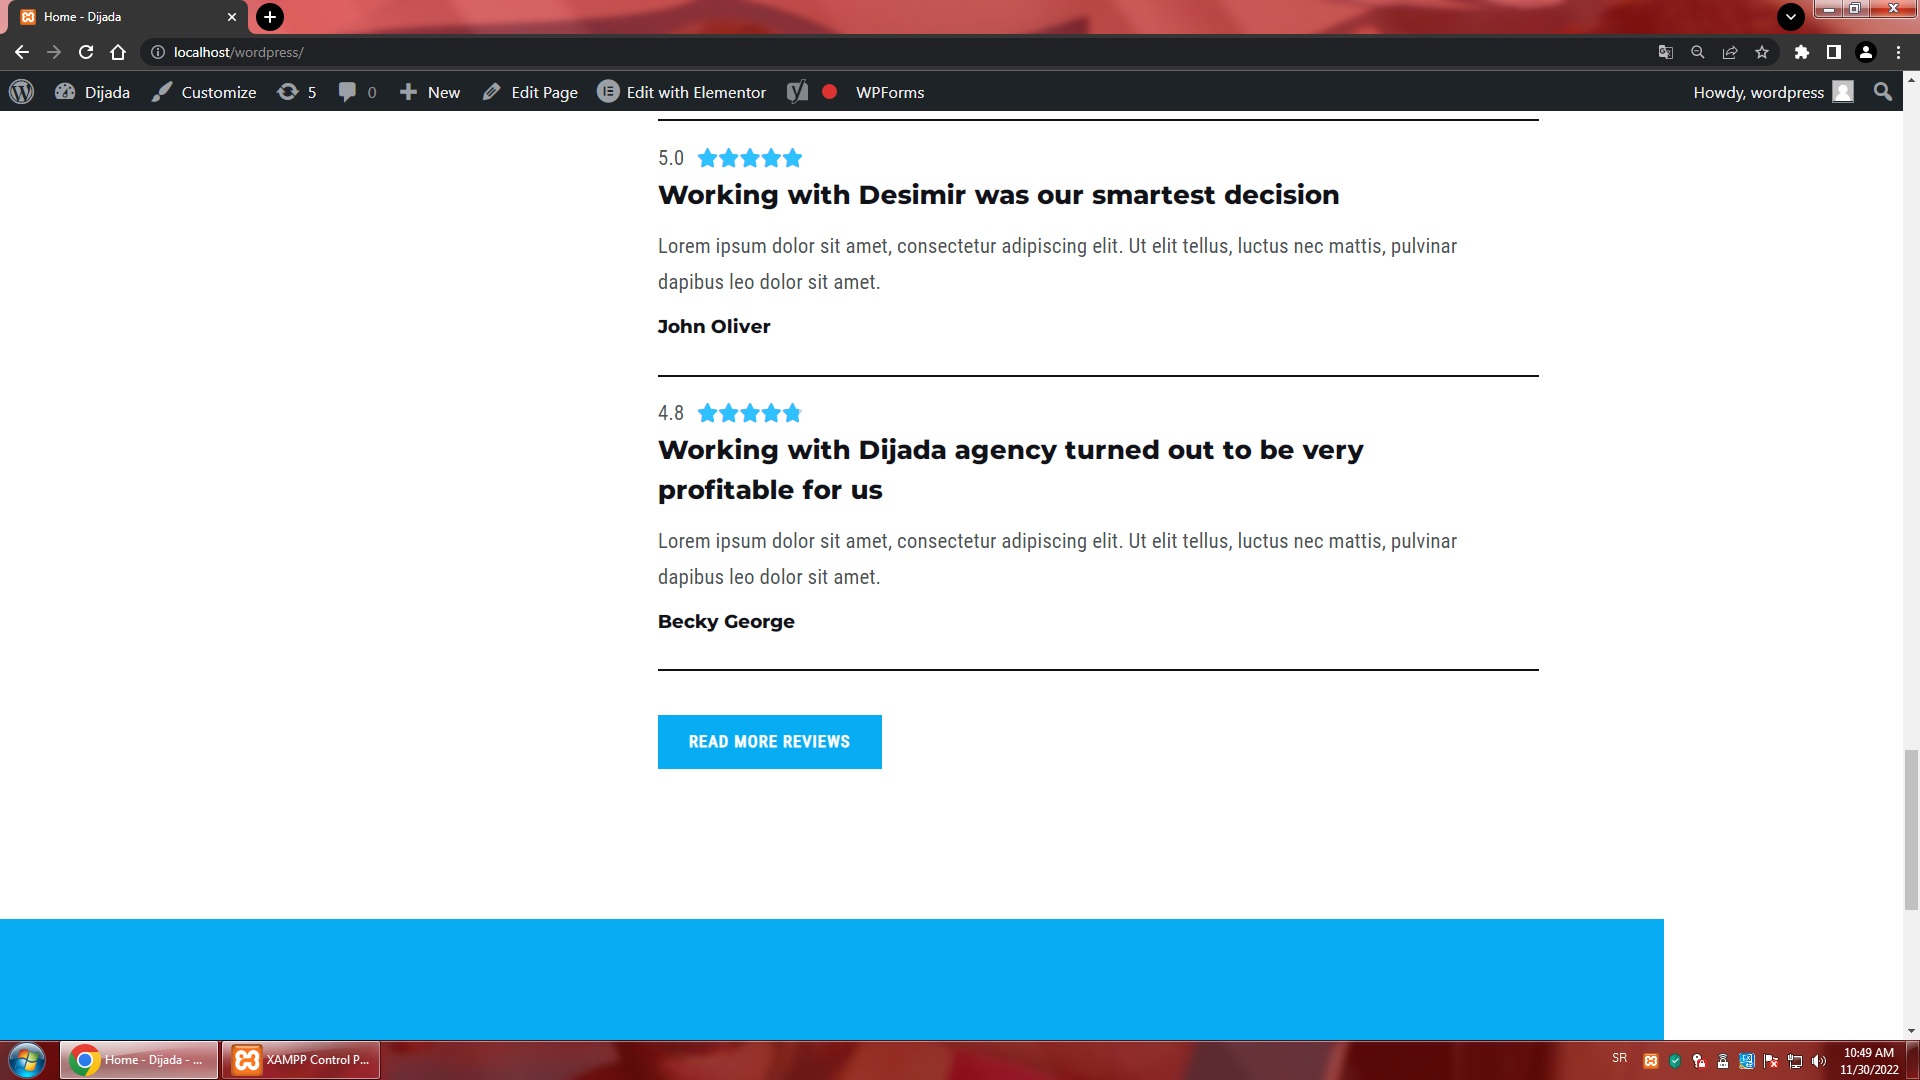 Home - Dijada
localhost/wordpress/
Dijada Customize 5 0 New Edit Page Edit with Elementor WPForms Howdy, wordpress
5.0
Working with Desimir was our smartest decision
Lorem ipsum dolor sit amet, consectetur adipiscing elit. Ut elit tellus, luctus nec mattis, pulvinar
dapibus leo dolor sit amet.
John Oliver
4.8
Working with Dijada agency turned out to be very
profitable for us
Lorem ipsum dolor sit amet, consectetur adipiscing elit. Ut elit tellus, luctus nec mattis, pulvinar
dapibus leo dolor sit amet.
Becky George
READ MORE REVIEWS
Home - Dijada - ... XAMPP Control P... SR 10:49 AM
11/30/2022